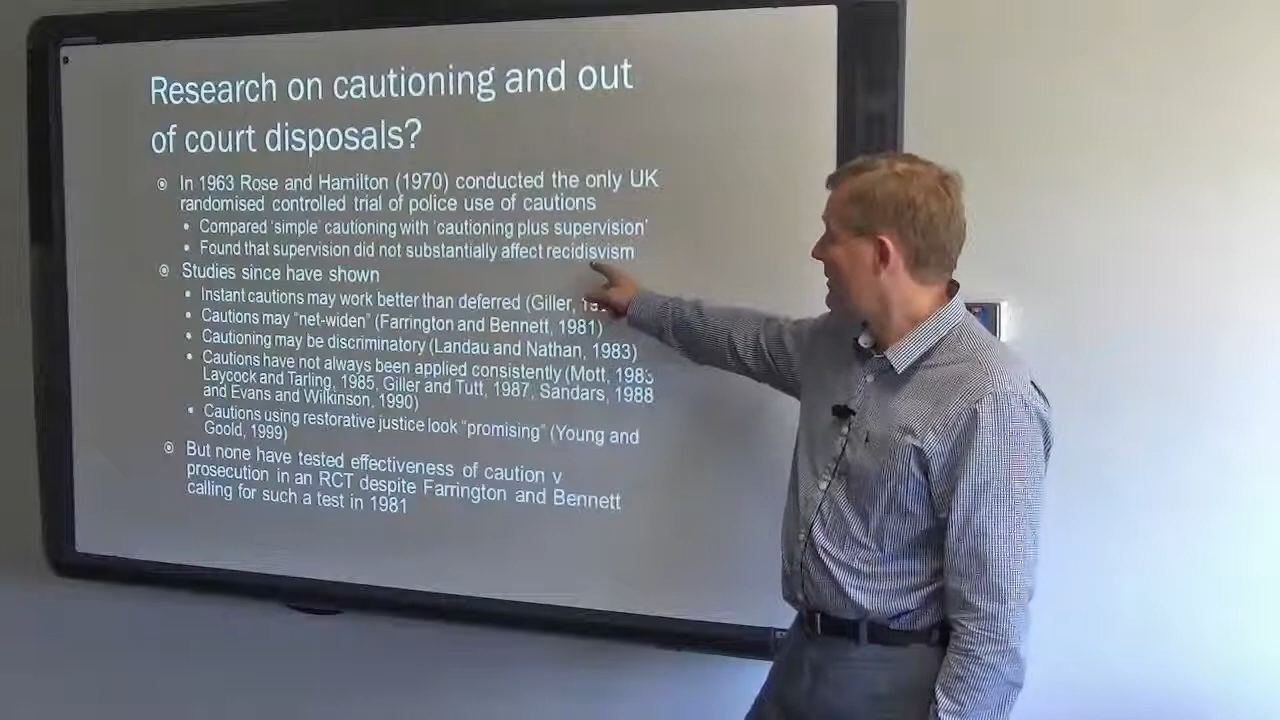 Research on cautioning and out
of court disposals?
In 1963 Rose and Hamilton (1970) conducted the only UK
randomised controlled trial of police use of cautions
Compared 'simple' cautioning with 'cautioning plus supervision'
Found that supervision did not substantially affect recidisvism
Studies since have shown
Instant cautions may work better than deferred (Giller,
Cautions may "net-widen" (Farrington and Bennett, 1981)
Cautioning may be discriminatory (Landau and Nathan, 1983)
Cautions have not always been applied consistently (Mott, 1983
Laycock and Tarling, 1985, Giller and Tutt, 1987, Sandars, 1988
and Evans and Wilkinson, 1990)
Cautions using restorative justice look "promising" (Young and
Goold, 1999)
But none have tested effectiveness of caution v
prosecution in an RCT despite Farrington and Bennett
calling for such a test in 1981